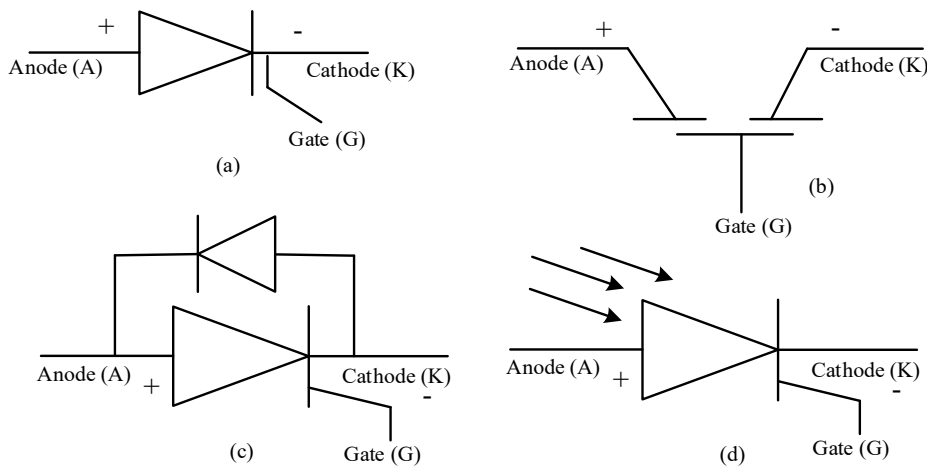 + -
Anode (A) Cathode (K)
Gate (G)
(a)
+ -
Anode (A) Cathode (K)
Gate (G)
(b)
Anode (A) + Cathode (K) -
Gate (G)
(c)
Anode (A) + Cathode (K) -
Gate (G)
(d)